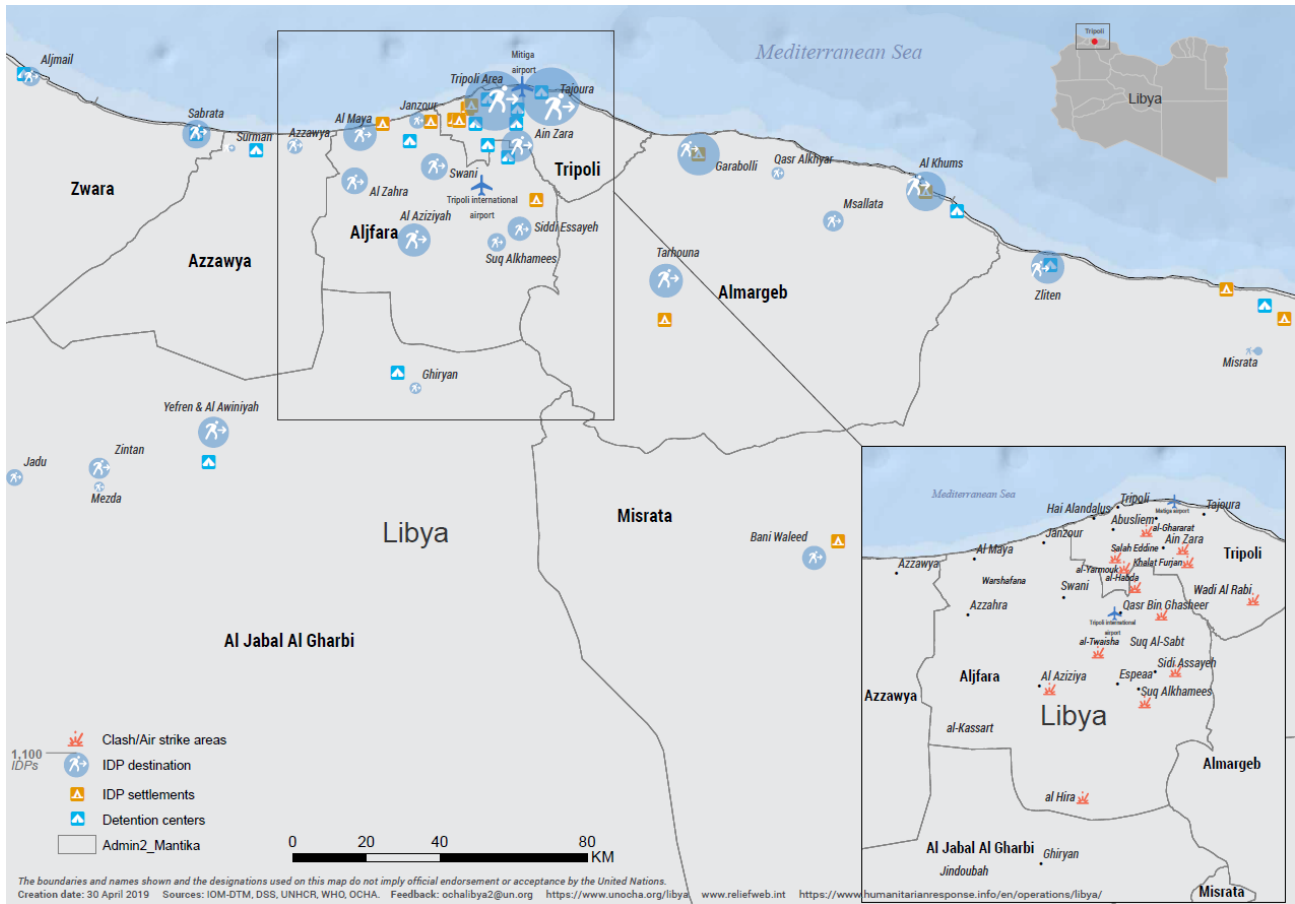 Mediterranean Sea
Tripoli
Libya
Aljmail
Sabrata
Surman
Azzawya
Al Maya
Janzour
Tripoli Area
Mitiga
airport
Tajoura
Ain Zara
Zwara
Azzawya
Al Zahra
Swani
Tripoli international
airport
Tripoli
Aljfara
Al Aziziyah
Siddi Essayeh
Suq Alkhamees
Garabolli
Qasr Alkhyar
Al Khums
Msallata
Tarhouna
Almargeb
Zliten
Misrata
Ghiryan
Yefren & Al Awiniyah
Jadu
Zintan
Mezda
Libya
Misrata
Bani Waleed
Al Jabal Al Gharbi
Mediterranean Sea
Hai Alandalus
Tripoli
Matiga airport
Tajoura
Abusliem
al-Ghararat
Janzour
Al Maya
Salah Eddine
Ain Zara
Tripoli
Azzawya
Warshafana
al-Yarmouk
Khalat Furjan
al-Habda
Swani
Wadi Al Rabi
Azzahra
Qasr Bin Ghasheer
Tripoli international
airport
al-Twaisha
Suq Al-Sabt
Aljfara
Al Aziziya
Espeaa
Sidi Assayeh
Suq Alkhamees
Azzawya
Libya
al-Kassart
Almargeb
al Hira
Al Jabal Al Gharbi
Ghiryan
Jindoubah
Misrata
Clash/Air strike areas
1,100
IDPs
IDP destination
IDP settlements
Detention centers
Admin2_Mantika
0 20 40 80
KM
The boundaries and names shown and the designations used on this map do not imply official endorsement or acceptance by the United Nations.
Creation date: 30 April 2019 Sources: IOM-DTM, DSS, UNHCR, WHO, OCHA. Feedback: ochalibya2@un.org https://www.unocha.org/libya www.reliefweb.int https://www.humanitarianresponse.info/en/operations/libya/